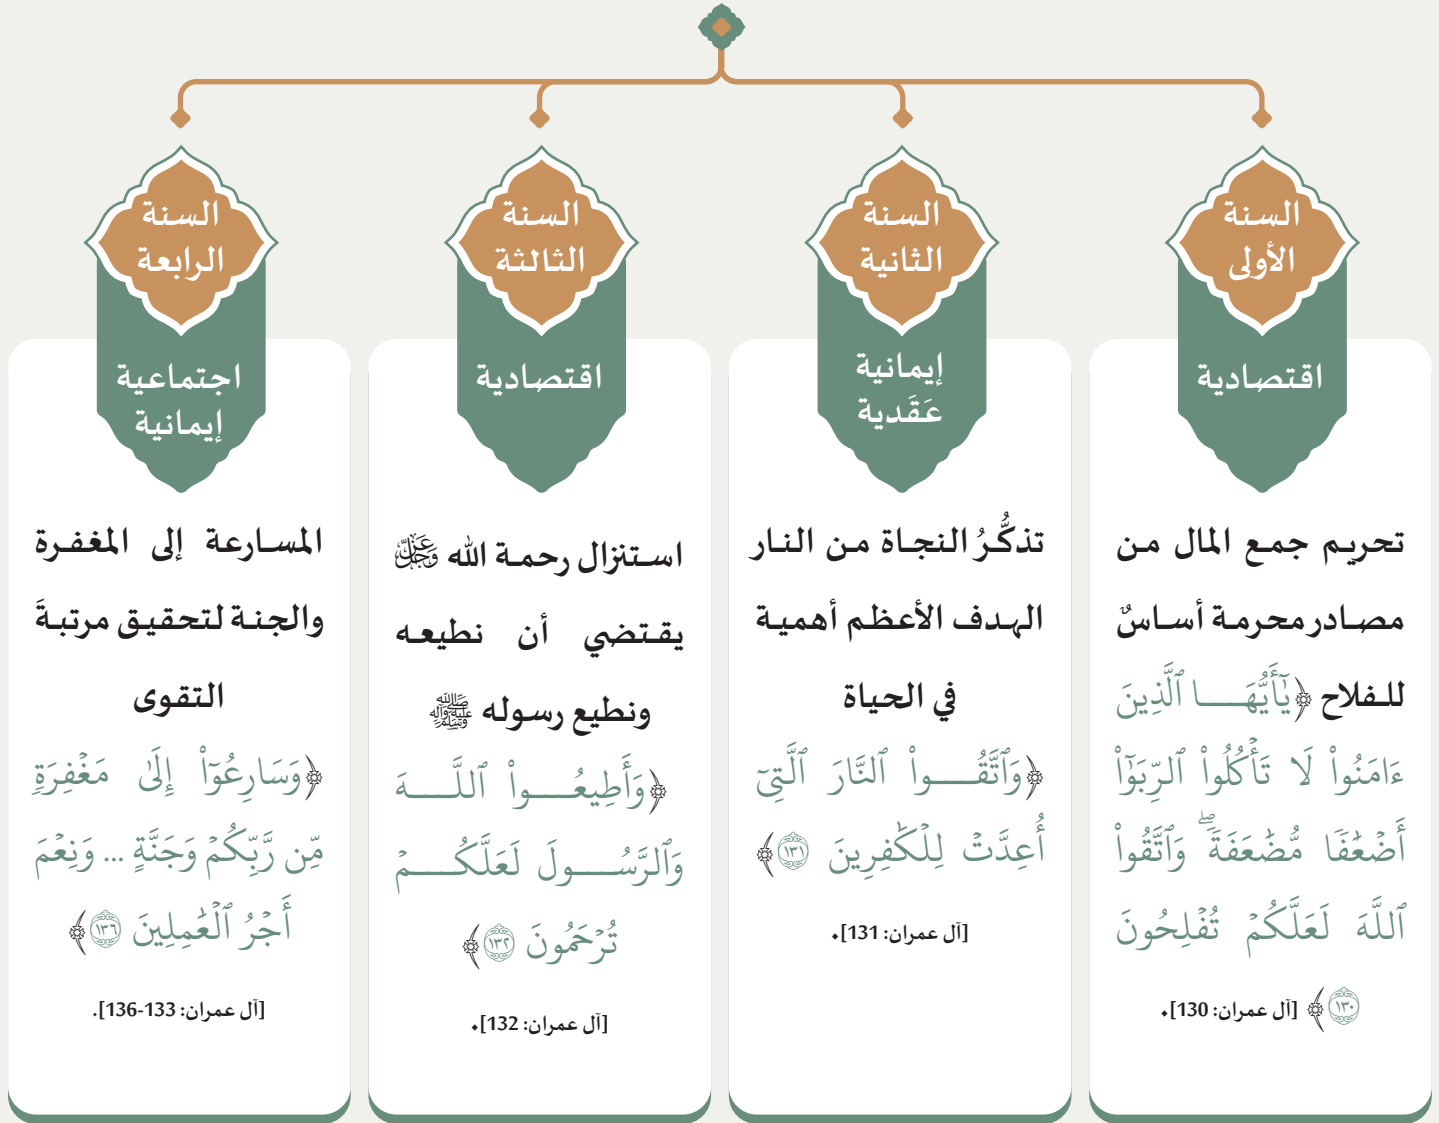 السنة
الأولى
اقتصادية
تحريم جمع المال من
مصادر محرمة أساسٌ
للفلاح ﴿يَٰٓأَيُّهَا ٱلَّذِينَ
ءَامَنُواْ لَا تَأۡكُلُواْ ٱلرِّبَوٰٓاْ
أَضۡعَٰفٗا مُّضَٰعَفَةٗۖ وَٱتَّقُواْ
ٱللَّهَ لَعَلَّكُمۡ تُفۡلِحُونَ
١٣٠﴾ [آل عمران: 130].
السنة
الثانية
إيمانية
عَقَدية
تذكُّرُ النجاة من النار
الهدف الأعظم أهمية
في الحياة
﴿وَٱتَّقُواْ ٱلنَّارَ ٱلَّتِيٓ
أُعِدَّتۡ لِلۡكَٰفِرِينَ ١٣١﴾
[آل عمران: 131].
السنة
الثالثة
اقتصادية
استنزال رحمة الله عَزَّ وَجَلَّ
يقتضي أن نطيعه
ونطيع رسوله ﷺ
﴿وَأَطِيعُواْ ٱللَّهَ
وَٱلرَّسُولَ لَعَلَّكُمۡ
تُرۡحَمُونَ ١٣٢﴾
[آل عمران: 132].
السنة
الرابعة
اجتماعية
إيمانية
المسارعة إلى المغفرة
والجنة لتحقيق مرتبةَ
التقوى
﴿وَسَارِعُوٓاْ إِلَىٰ مَغۡفِرَةٖ
مِّن رَّبِّكُمۡ وَجَنَّةٍ ... وَنِعۡمَ
أَجۡرُ ٱلۡعَٰمِلِينَ ١٣٦﴾
[آل عمران: 133-136].